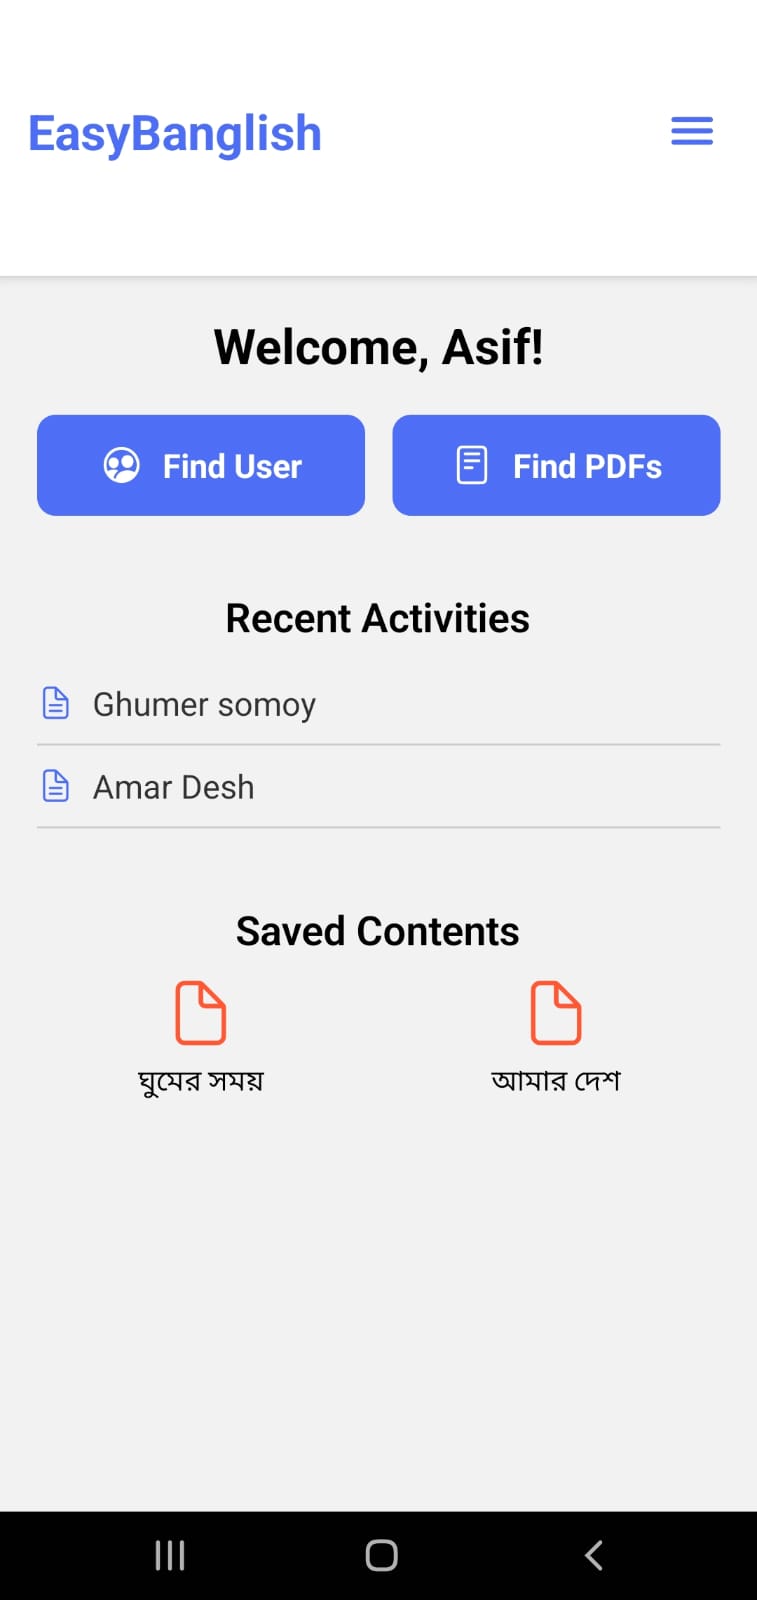 EasyBanglish
Welcome, Asif!
Find User
Find PDFs
Recent Activities
Ghumer somoy
Amar Desh
Saved Contents
ঘুমের সময়
আমার দেশ